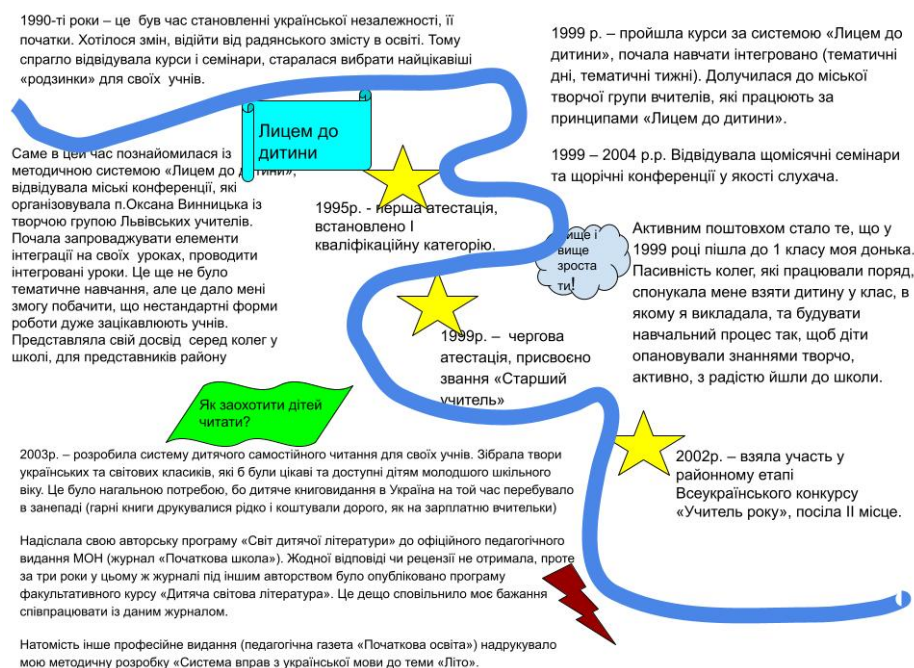 1990-ті роки – це був час становленні української незалежності, її
початки. Хотілося змін, відійти від радянського змісту в освіті. Тому
спрагло відвідувала курси і семінари, старалася вибрати найцікавіші
«родзинки» для своїх учнів.
Лицем до
дитини
Саме в цей час познайомилася із
методичною системою «Лицем до дитини»,
відвідувала міські конференції, які
організовувала п.Оксана Винницька із
творчою групою Львівських учителів.
Почала запроваджувати елементи
інтеграції на своїх уроках, проводити
інтегровані уроки. Це ще не було
тематичне навчання, але це дало мені
змогу побачити, що нестандартні форми
роботи дуже зацікавлюють учнів.
Представляла свій досвід серед колег у
школі, для представників району
1995р. - перша атестація,
встановлено І
кваліфікаційну категорію.
1999 р. – пройшла курси за системою «Лицем до
дитини», почала навчати інтегровано (тематичні
дні, тематичні тижні). Долучилася до міської
творчої групи вчителів, які працюють за
принципами «Лицем до дитини».
1999 – 2004 р.р. Відвідувала щомісячні семінари
та щорічні конференції у якості слухача.
Вище і
вище
зроста
ти!
Активним поштовхом стало те, що у
1999 році пішла до 1 класу моя донька.
Пасивність колег, які працювали поряд,
спонукала мене взяти дитину у клас, в
якому я викладала, та будувати
навчальний процес так, щоб діти
опановували знаннями творчо,
активно, з радістю йшли до школи.
1999р. – чергова
атестація, присвоєно
звання «Старший
учитель»
2002р. – взяла участь у
районному етапі
Всеукраїнського конкурсу
«Учитель року», посіла ІІ місце.
Як заохотити дітей
читати?
2003р. – розробила систему дитячого самостійного читання для своїх учнів. Зібрала твори
українських та світових класиків, які б були цікаві та доступні дітям молодшого шкільного
віку. Це було нагальною потребою, бо дитяче книговидання в Україна на той час перебувало
в занепаді (гарні книги друкувалися рідко і коштували дорого, як на зарплатню вчительки)
Надіслала свою авторську програму «Світ дитячої літератури» до офіційного педагогічного
видання МОН (журнал «Початкова школа»). Жодної відповіді чи рецензії не отримала, проте
за три роки у цьому ж журналі під іншим авторством було опубліковано програму
факультативного курсу «Дитяча світова література». Це дещо сповільнило моє бажання
співпрацювати із даним журналом.
Натомість інше професійне видання (педагогічна газета «Початкова освіта») надрукувало
мою методичну розробку «Система вправ з української мови до теми «Літо».